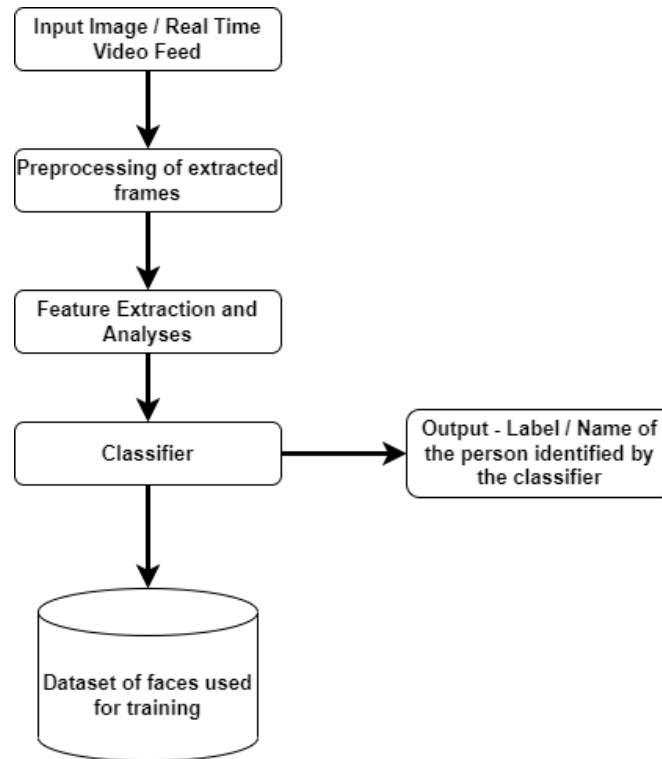 Input Image / Real Time
Video Feed
Preprocessing of extracted
frames
Feature Extraction and
Analyses
Classifier
Output - Label / Name of
the person identified by
the classifier
Dataset of faces used
for training